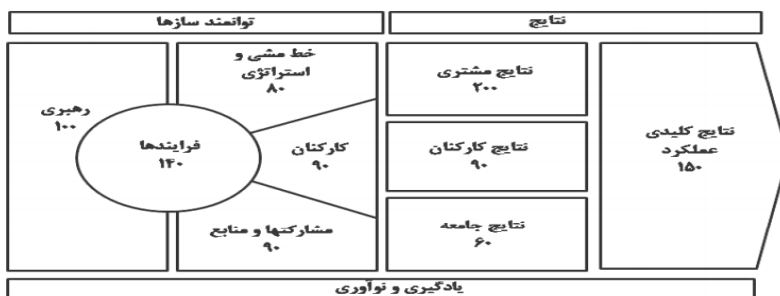 توانمند سازها
نتایج
رهبری
۱۰۰
خط مشی و
استراتژی
۸۰
فرایندها
۱۴۰
کارکنان
۹۰
مشارکتها و منابع
۹۰
نتایج مشتری
۲۰۰
نتایج کارکنان
۹۰
نتایج جامعه
۶۰
نتایج کلیدی
عملکرد
۱۵۰
یادگیری و نوآوری